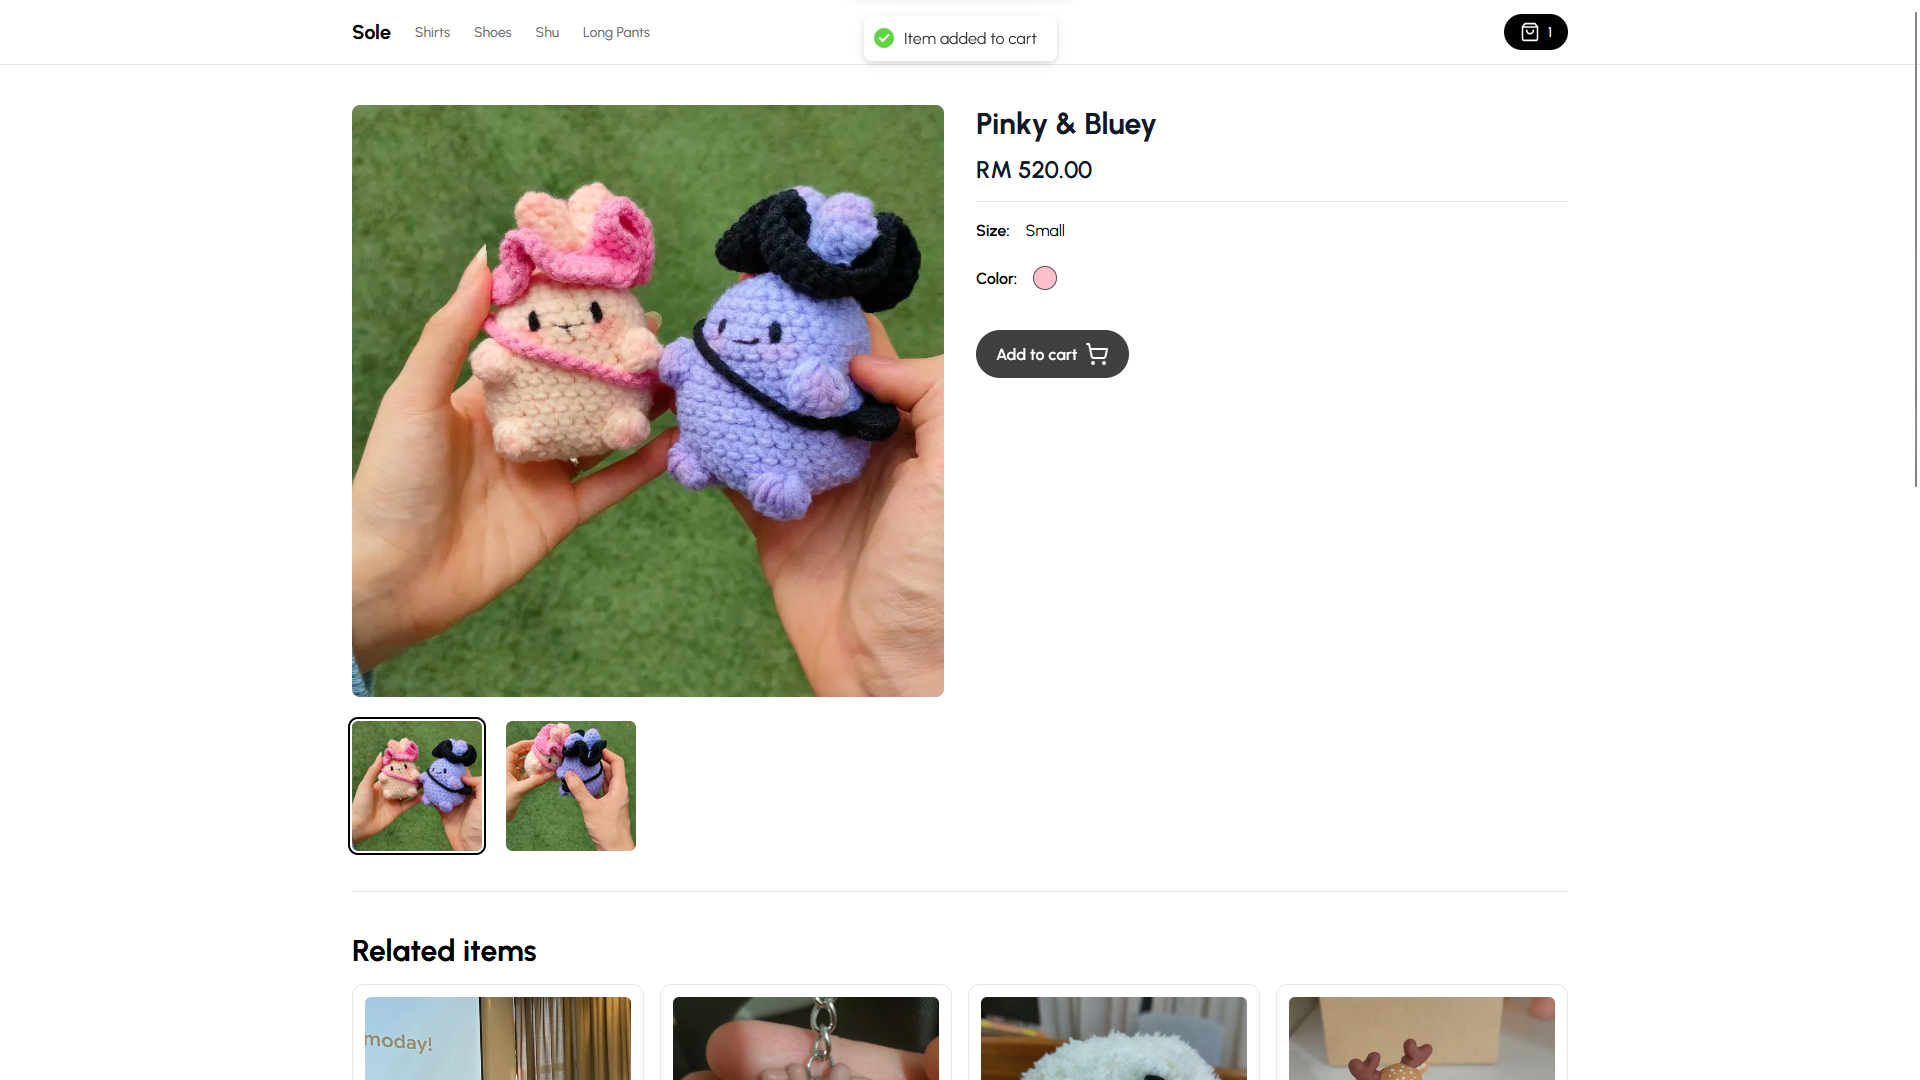 Sole
Shirts
Shoes
Shu
Long Pants
Item added to cart
1
Pinky & Bluey
RM 520.00
Size: Small
Color:
Add to cart
Related items
moday!